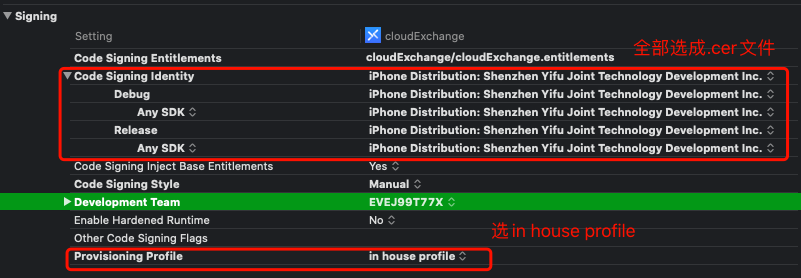 Signing
Setting cloudExchange
全部选成.cer文件
Code Signing Entitlements cloudExchange/cloudExchange.entitlements
Code Signing Identity iPhone Distribution: Shenzhen Yifu Joint Technology Development Inc.
Debug iPhone Distribution: Shenzhen Yifu Joint Technology Development Inc.
Any SDK iPhone Distribution: Shenzhen Yifu Joint Technology Development Inc.
Release iPhone Distribution: Shenzhen Yifu Joint Technology Development Inc.
Any SDK iPhone Distribution: Shenzhen Yifu Joint Technology Development Inc.
Code Signing Inject Base Entitlements Yes
Code Signing Style Manual
Development Team EVEJ99T77X
Enable Hardened Runtime No
选in house profile
Other Code Signing Flags
Provisioning Profile in house profile